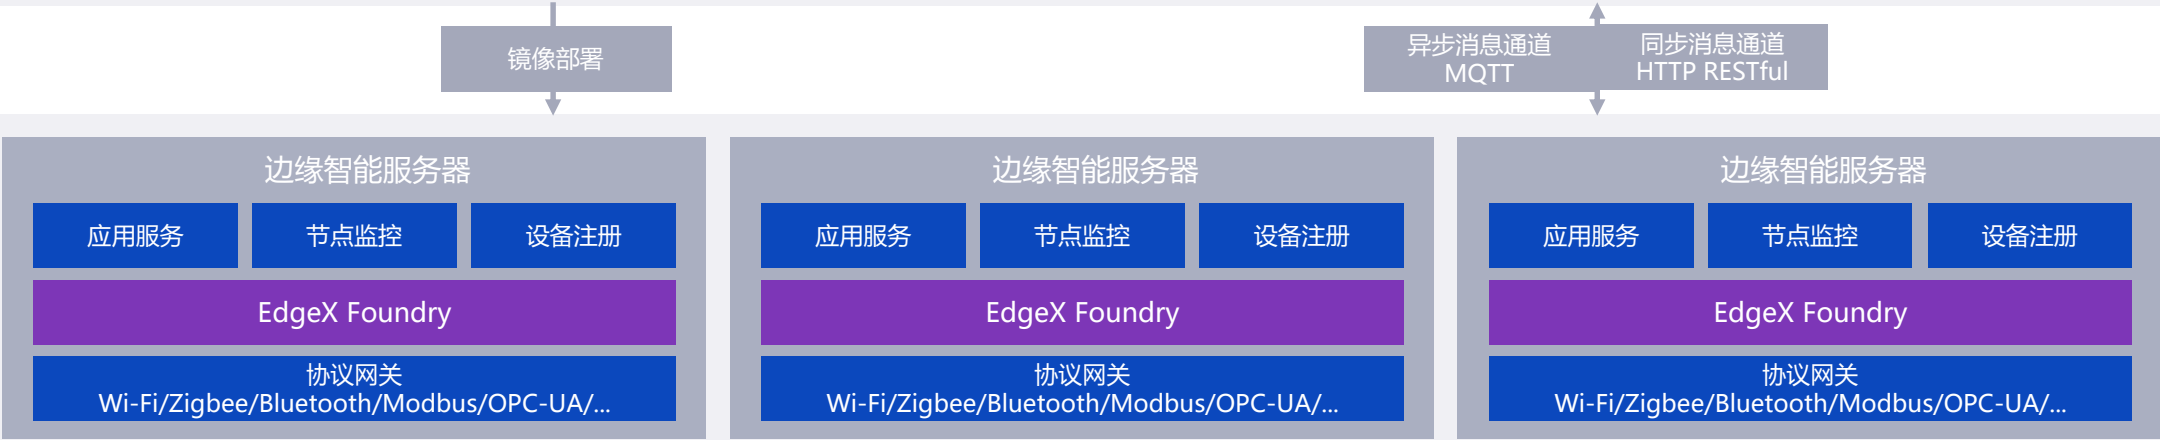 镜像部署
异步消息通道
MQTT
同步消息通道
HTTP RESTful
边缘智能服务器
应用服务
节点监控
设备注册
EdgeX Foundry
协议网关
Wi-Fi/Zigbee/Bluetooth/Modbus/OPC-UA/...
边缘智能服务器
应用服务
节点监控
设备注册
EdgeX Foundry
协议网关
Wi-Fi/Zigbee/Bluetooth/Modbus/OPC-UA/...
边缘智能服务器
应用服务
节点监控
设备注册
EdgeX Foundry
协议网关
Wi-Fi/Zigbee/Bluetooth/Modbus/OPC-UA/...